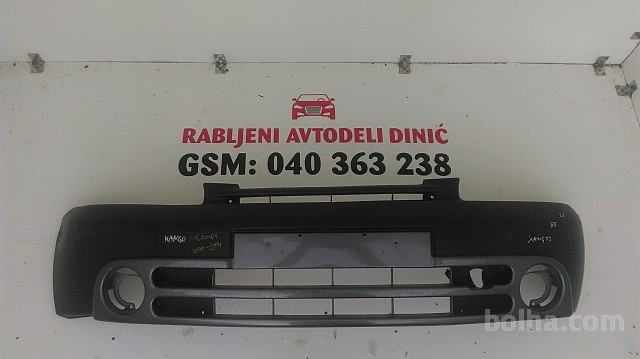 RABLJENI AVTODELI DINIĆ
GSM: 040 363 238
KANGO
bolha.com